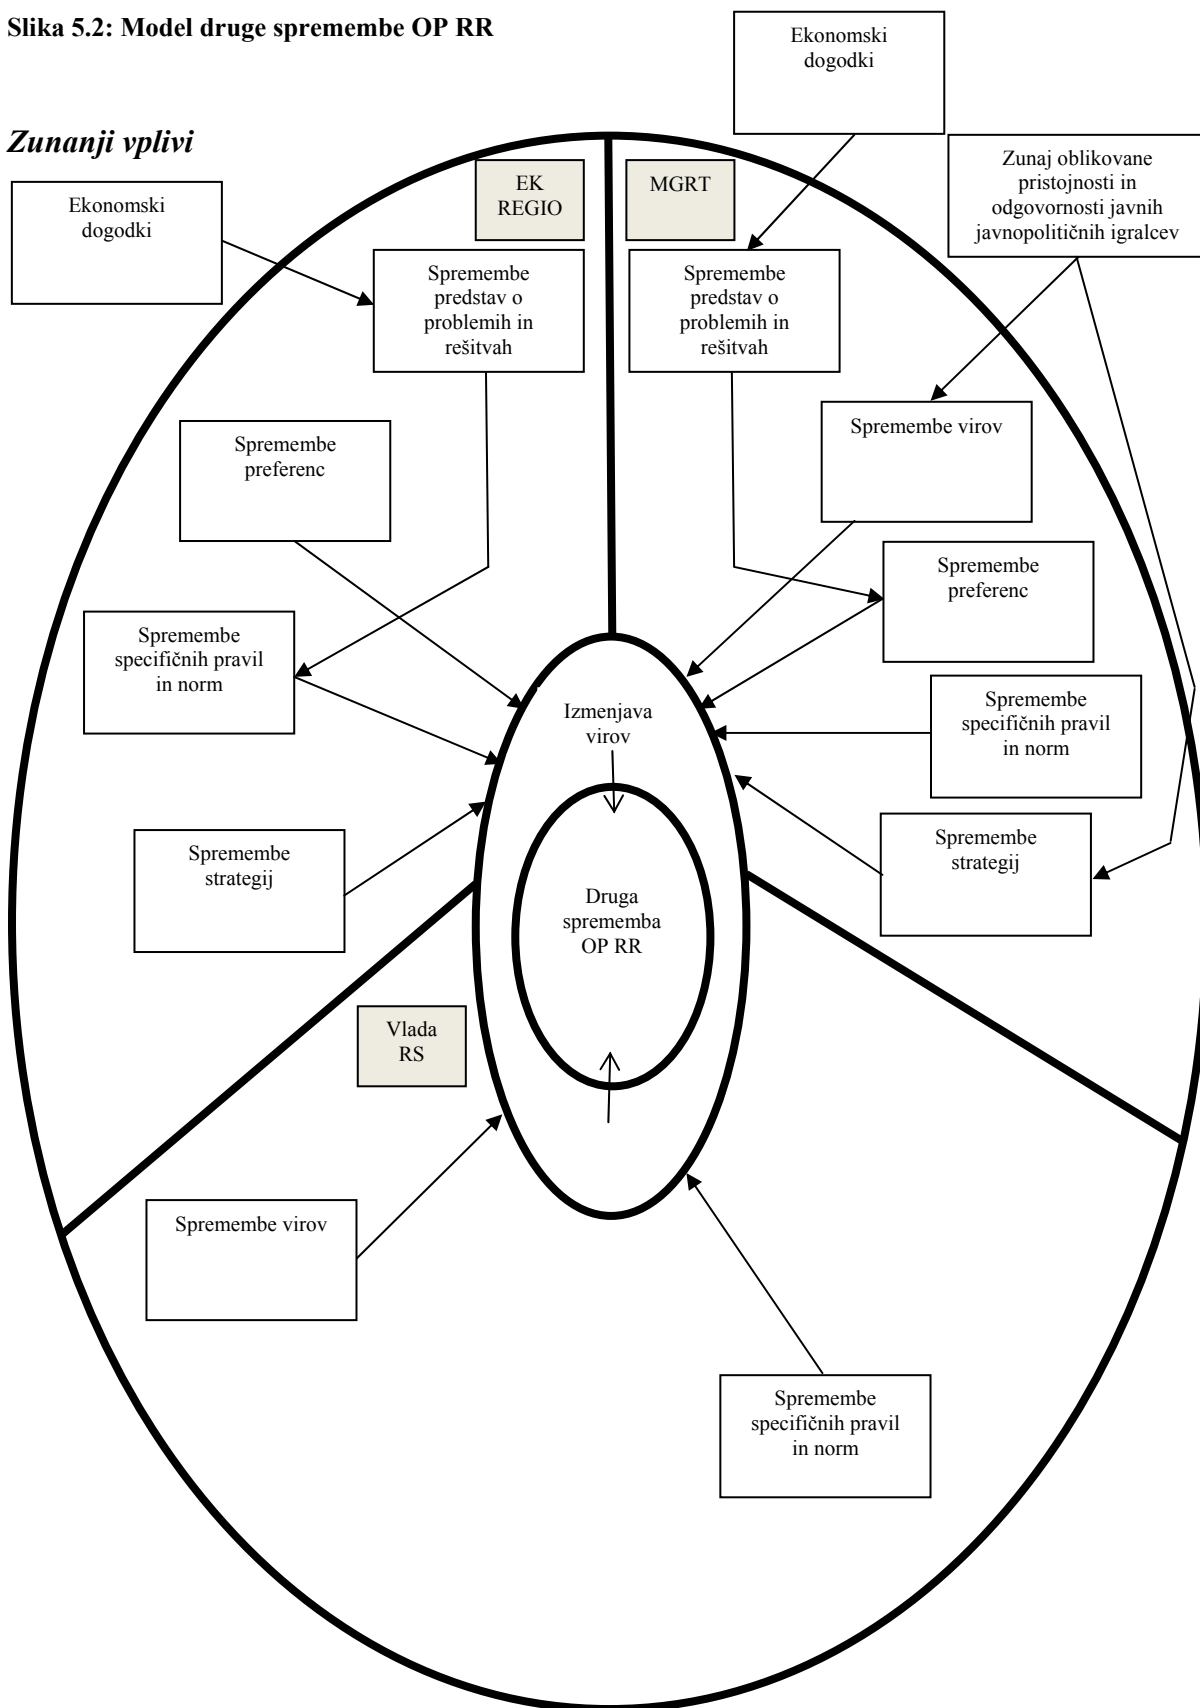 Slika 5.2: Model druge spremembe OP RR
Ekonomski
dogodki
Zunanji vplivi
Zunaj oblikovane
pristojnosti in
odgovornosti javnih
javnopolitičnih igralcev
Ekonomski
dogodki
EK
REGIO
MGRT
Spremembe
predstav o
problemih in
rešitvah
Spremembe
predstav o
problemih in
rešitvah
Spremembe virov
Spremembe
preferenc
Spremembe
preferenc
Spremembe
specifičnih pravil
in norm
Izmenjava
virov
Spremembe
specifičnih pravil
in norm
Spremembe
strategij
Spremembe
strategij
Druga
sprememba
OP RR
Vlada
RS
Spremembe virov
Spremembe
specifičnih pravil
in norm